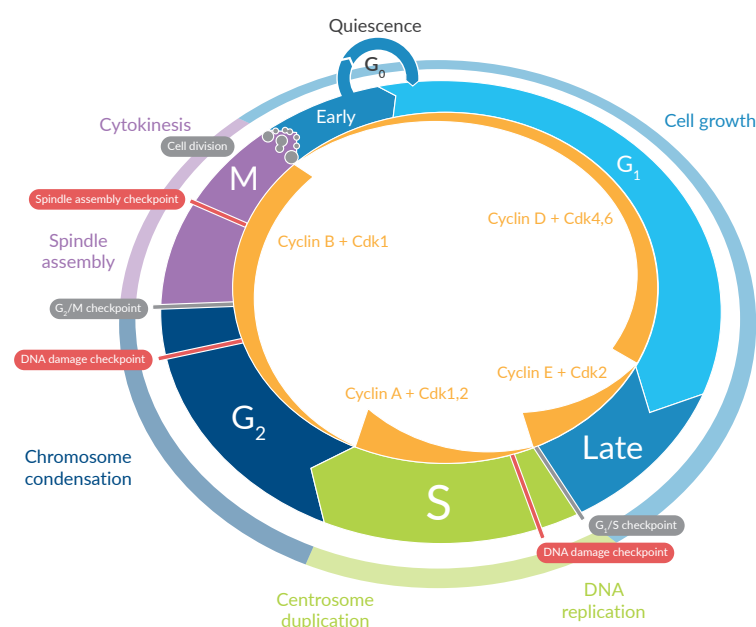 Quiescence
G0
Early
Cytokinesis
Cell division
Cell growth
G1
M
Spindle assembly checkpoint
Cyclin D + Cdk4,6
Cyclin B + Cdk1
Spindle
assembly
G2/M checkpoint
DNA damage checkpoint
Cyclin E + Cdk2
Cyclin A + Cdk1,2
G2
Late
Chromosome
condensation
S
G1/S checkpoint
DNA damage checkpoint
Centrosome
duplication
DNA
replication